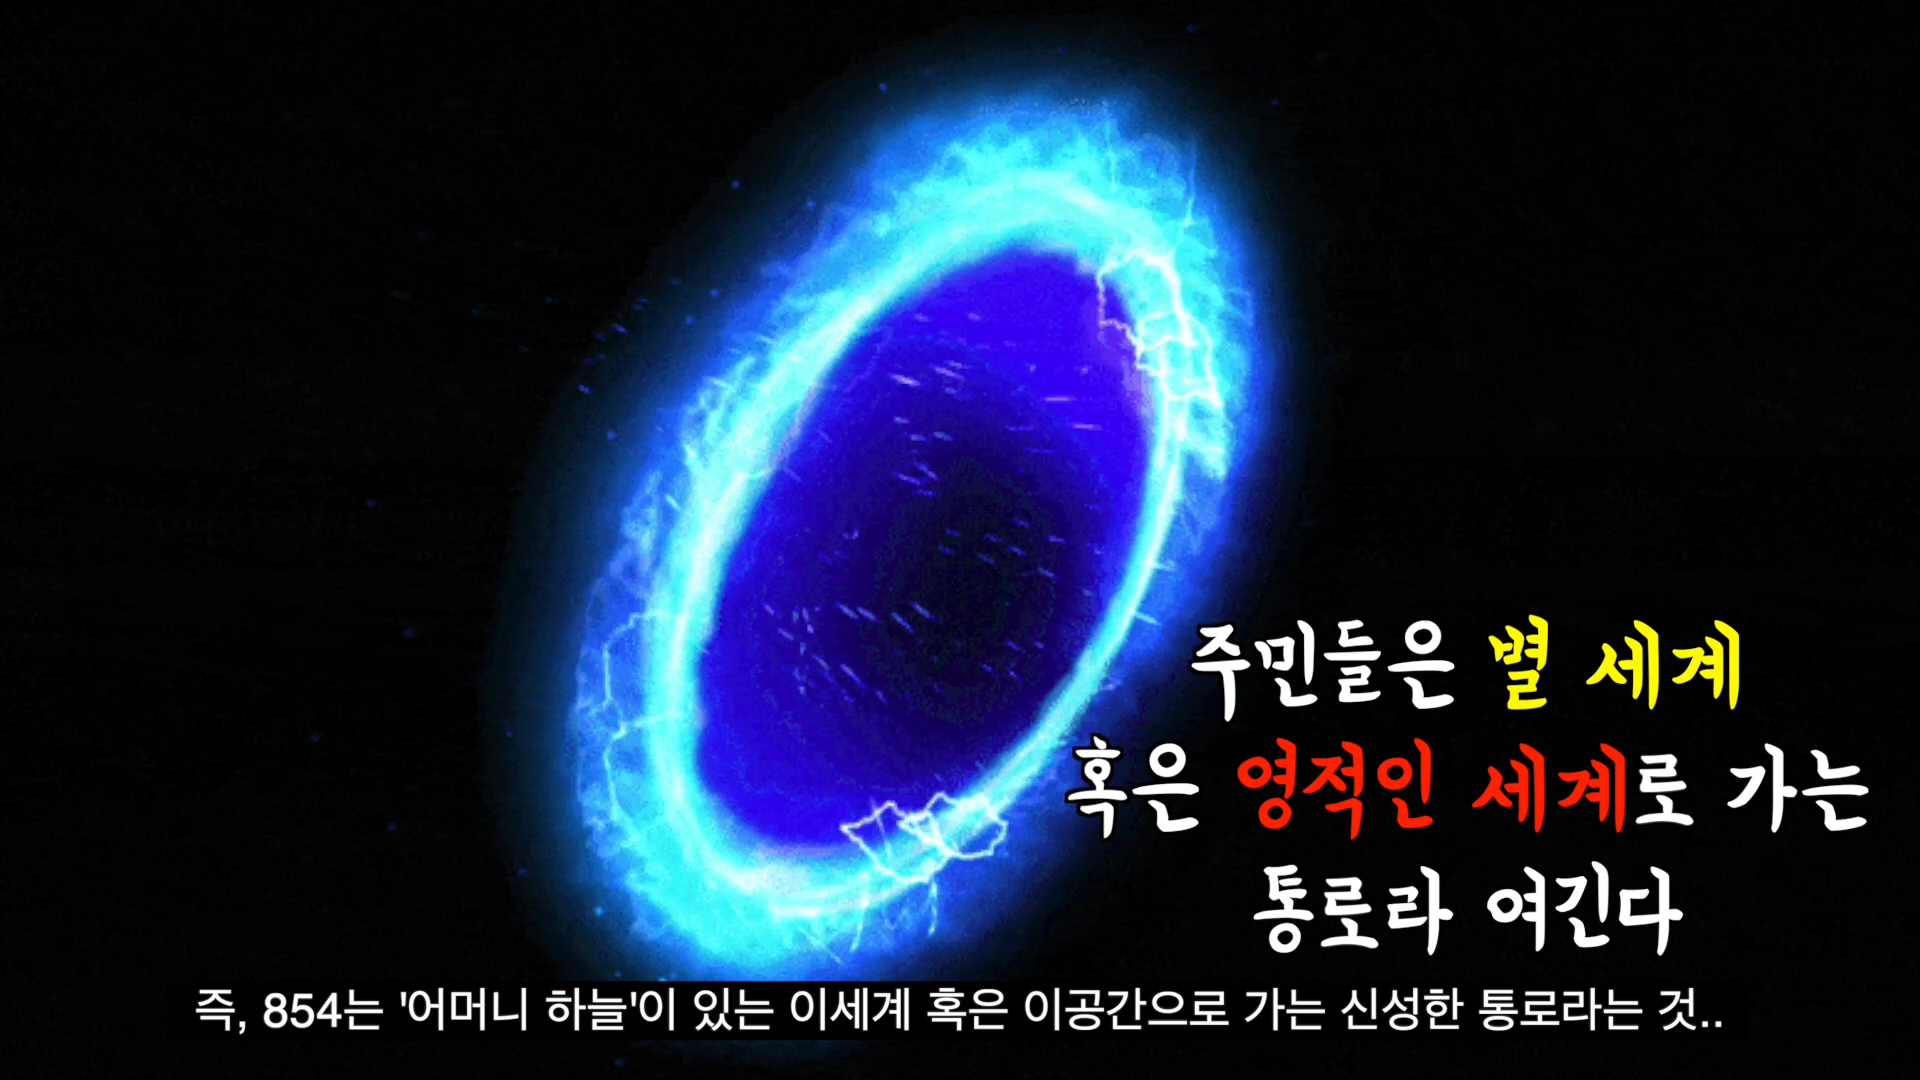 주민들은 별 세계
혹은 영적인 세계로 가는
통로라 여긴다
즉, 854는 '어머니 하늘'이 있는 이세계 혹은 이공간으로 가는 신성한 통로라는 것..